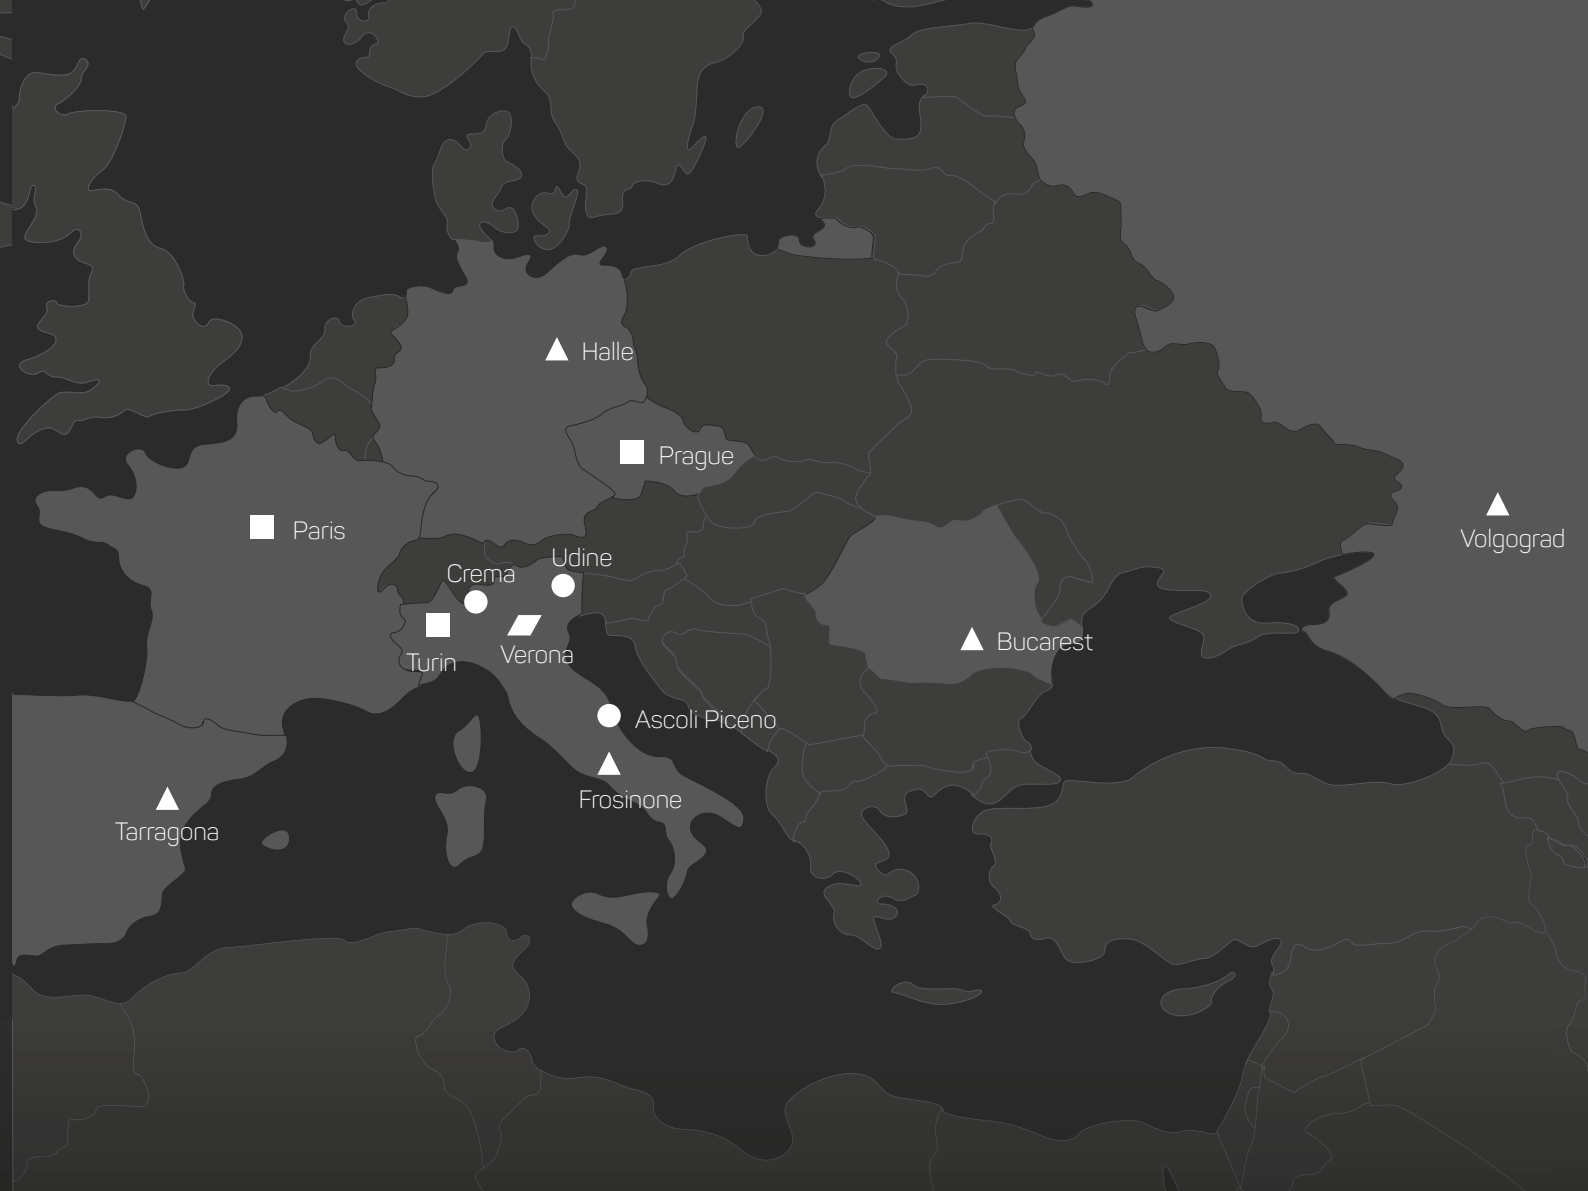 Halle
Prague
Paris
Volgograd
Udine
Crema
Bucarest
Verona
Turin
Ascoli Piceno
Frosinone
Tarragona